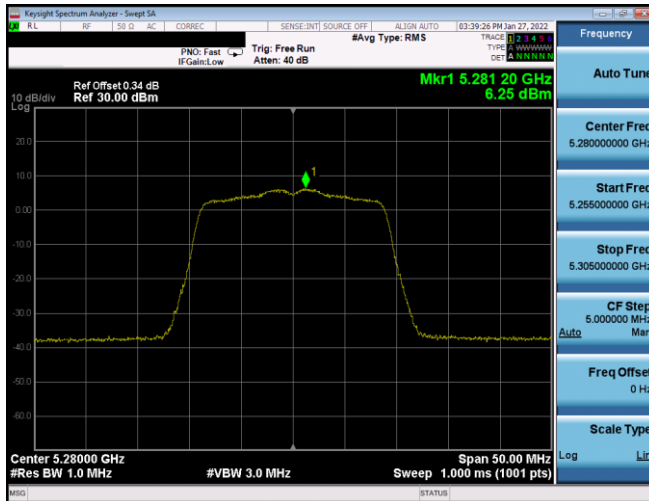 Keysight Spectrum Analyzer - Swept SA
RL RF 50 Ω AC CORREC SENSE:INT SOURCE OFF ALIGN AUTO 03:39:26 PM Jan 27, 2022
#Avg Type: RMS
TRACE 1 2 3 4 5 6
PNO: Fast Trig: Free Run
TYPE A WWWWW
IFGain:Low Atten: 40 dB
DET A N N N N N
Mkr1 5.281 20 GHz
6.25 dBm
Ref Offset 0.34 dB
10 dB/div Ref 30.00 dBm
Log
20.0
10.0
1
0.00
-10.0
-20.0
-30.0
-40.0
-50.0
-60.0
Center 5.28000 GHz Span 50.00 MHz
#Res BW 1.0 MHz #VBW 3.0 MHz Sweep 1.000 ms (1001 pts)
MSG STATUS
Frequency
Auto Tune
Center Freq
5.280000000 GHz
Start Freq
5.255000000 GHz
Stop Freq
5.305000000 GHz
CF Step
5.000000 MHz
Auto Man
Freq Offset
0 Hz
Scale Type
Log Lin